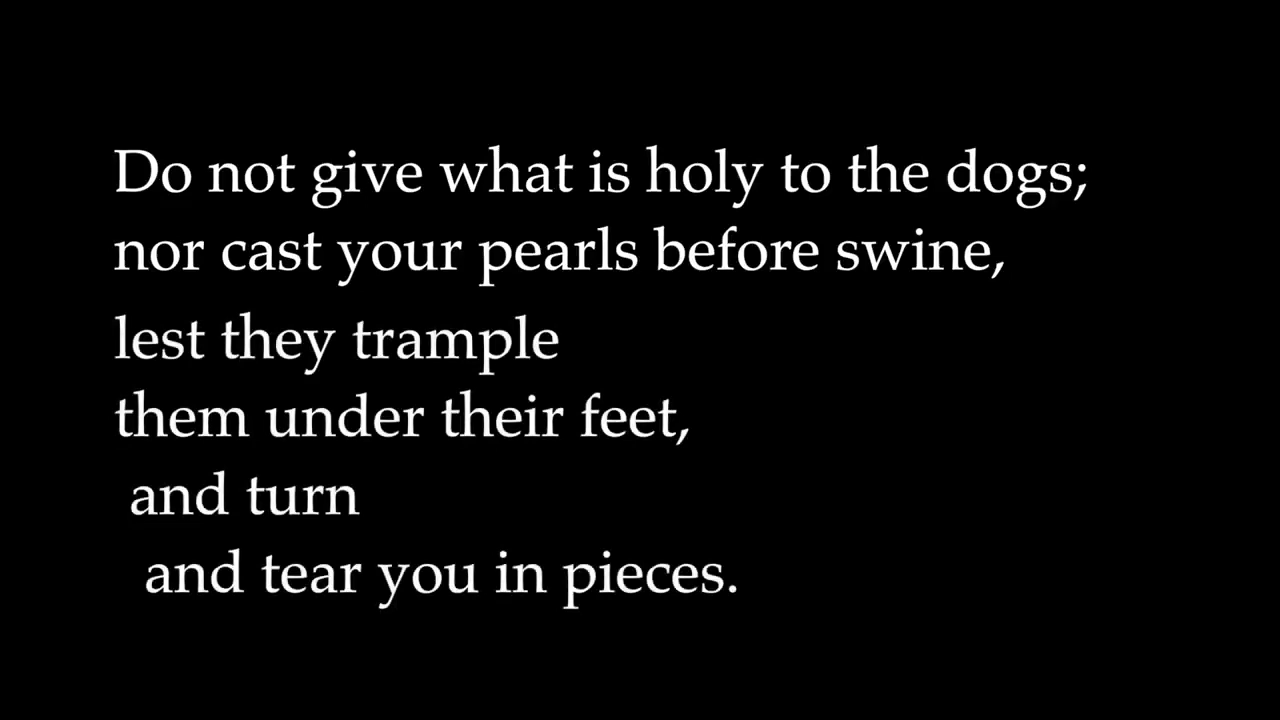 Do not give what is holy to the dogs;
nor cast your pearls before swine,
lest they trample
them under their feet,
and turn
and tear you in pieces.